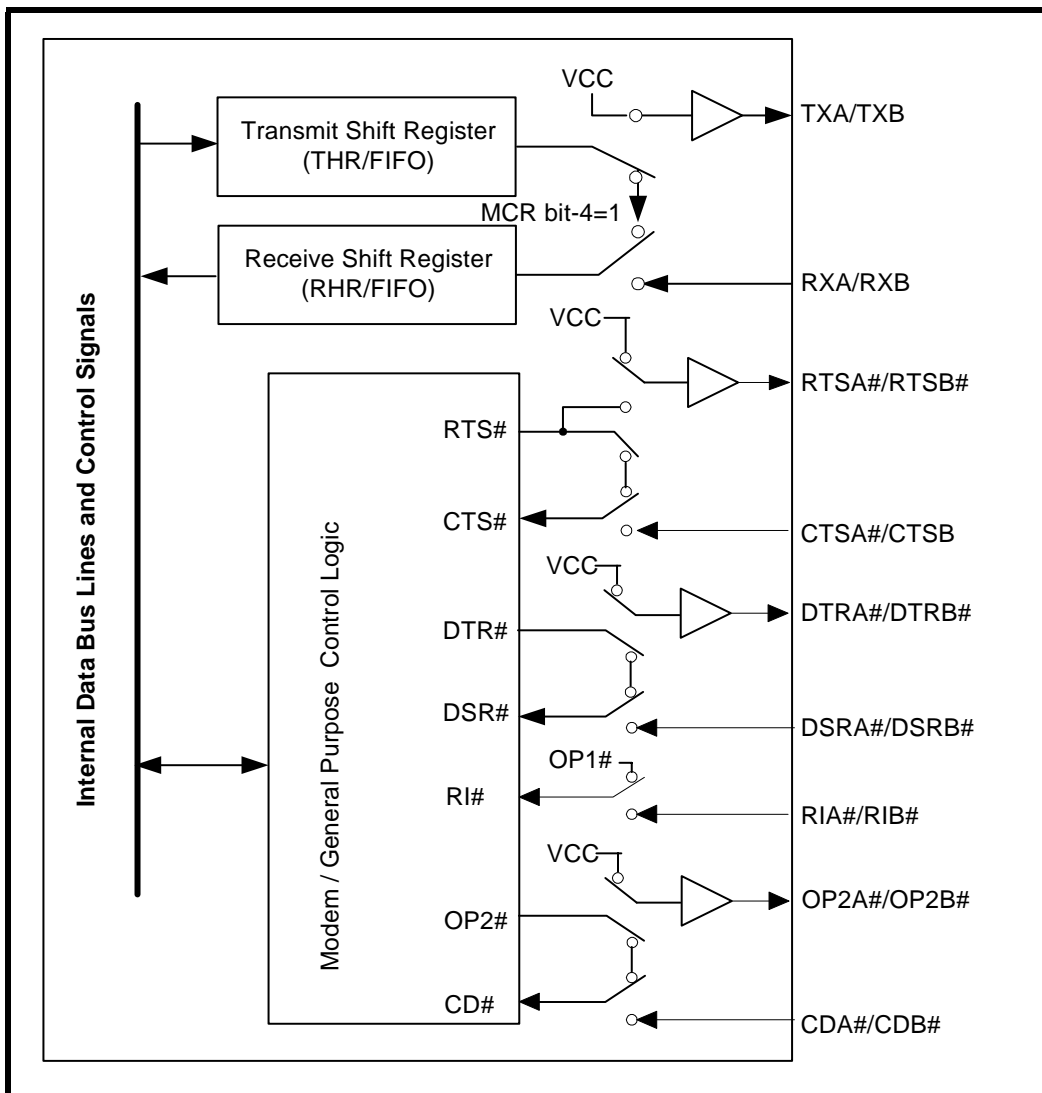 VCC
TXA/TXB
Transmit Shift Register
(THR/FIFO)
MCR bit-4=1
Receive Shift Register
(RHR/FIFO)
RXA/RXB
VCC
RTSA#/RTSB#
RTS#
CTS#
CTSA#/CTSB
VCC
DTRA#/DTRB#
DTR#
DSR#
DSRA#/DSRB#
OP1#
RI#
RIA#/RIB#
VCC
OP2A#/OP2B#
OP2#
CD#
CDA#/CDB#
Internal Data Bus Lines and Control Signals
Modem / General Purpose Control Logic